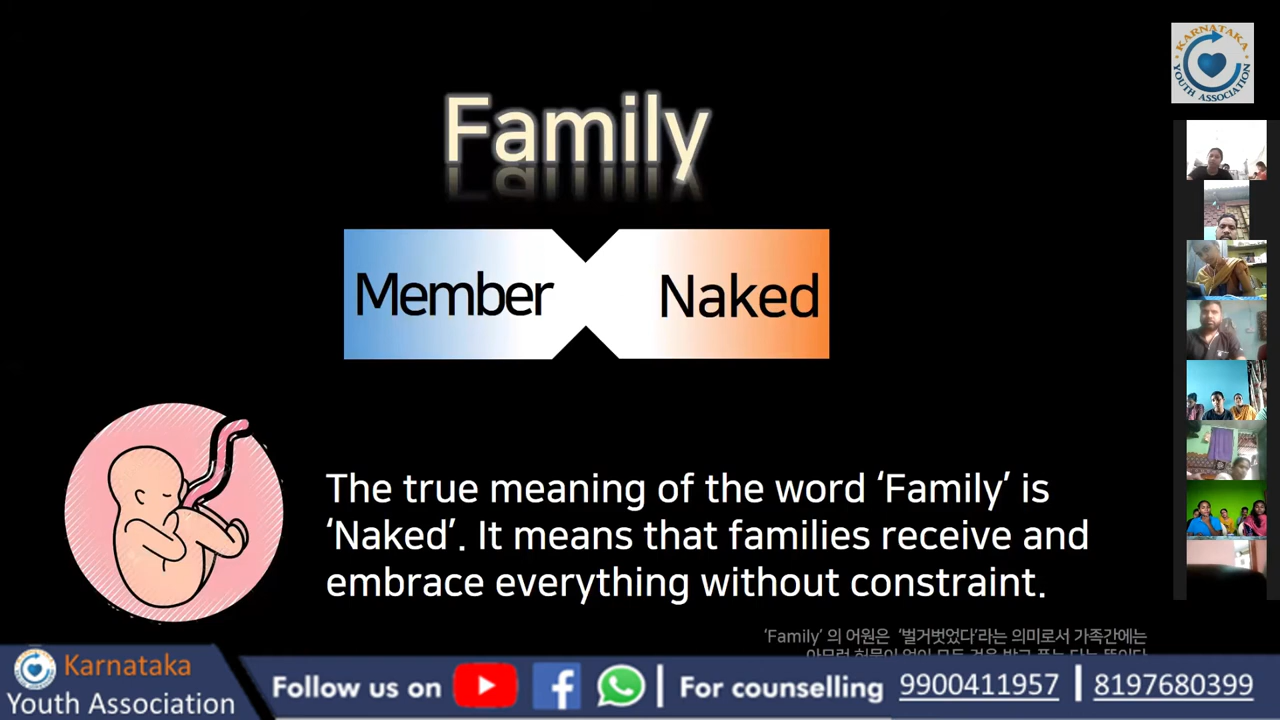 KARNATAKA
YOUTH ASSOCIATION
Family
Member
Naked
The true meaning of the word ‘Family’ is
‘Naked’. It means that families receive and
embrace everything without constraint.
‘Family’ 의 어원은 ‘벌거벗었다’라는 의미로서 가족간에는
Karnataka
Youth Association
Follow us on
For counselling
9900411957
8197680399